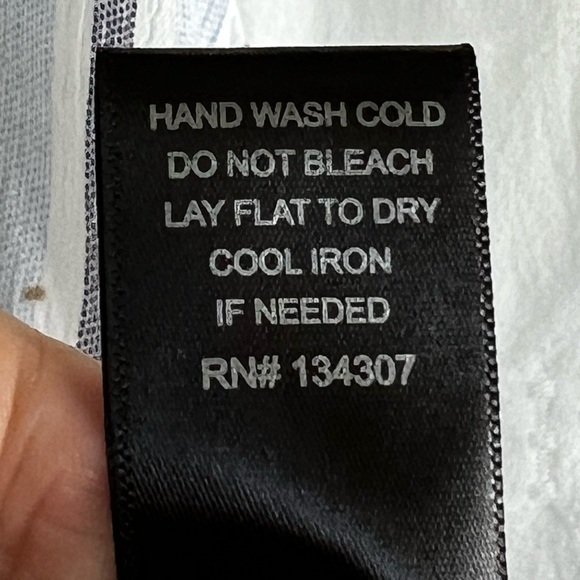 HAND WASH COLD
DO NOT BLEACH
LAY FLAT TO DRY
COOL IRON
IF NEEDED
RN# 134307